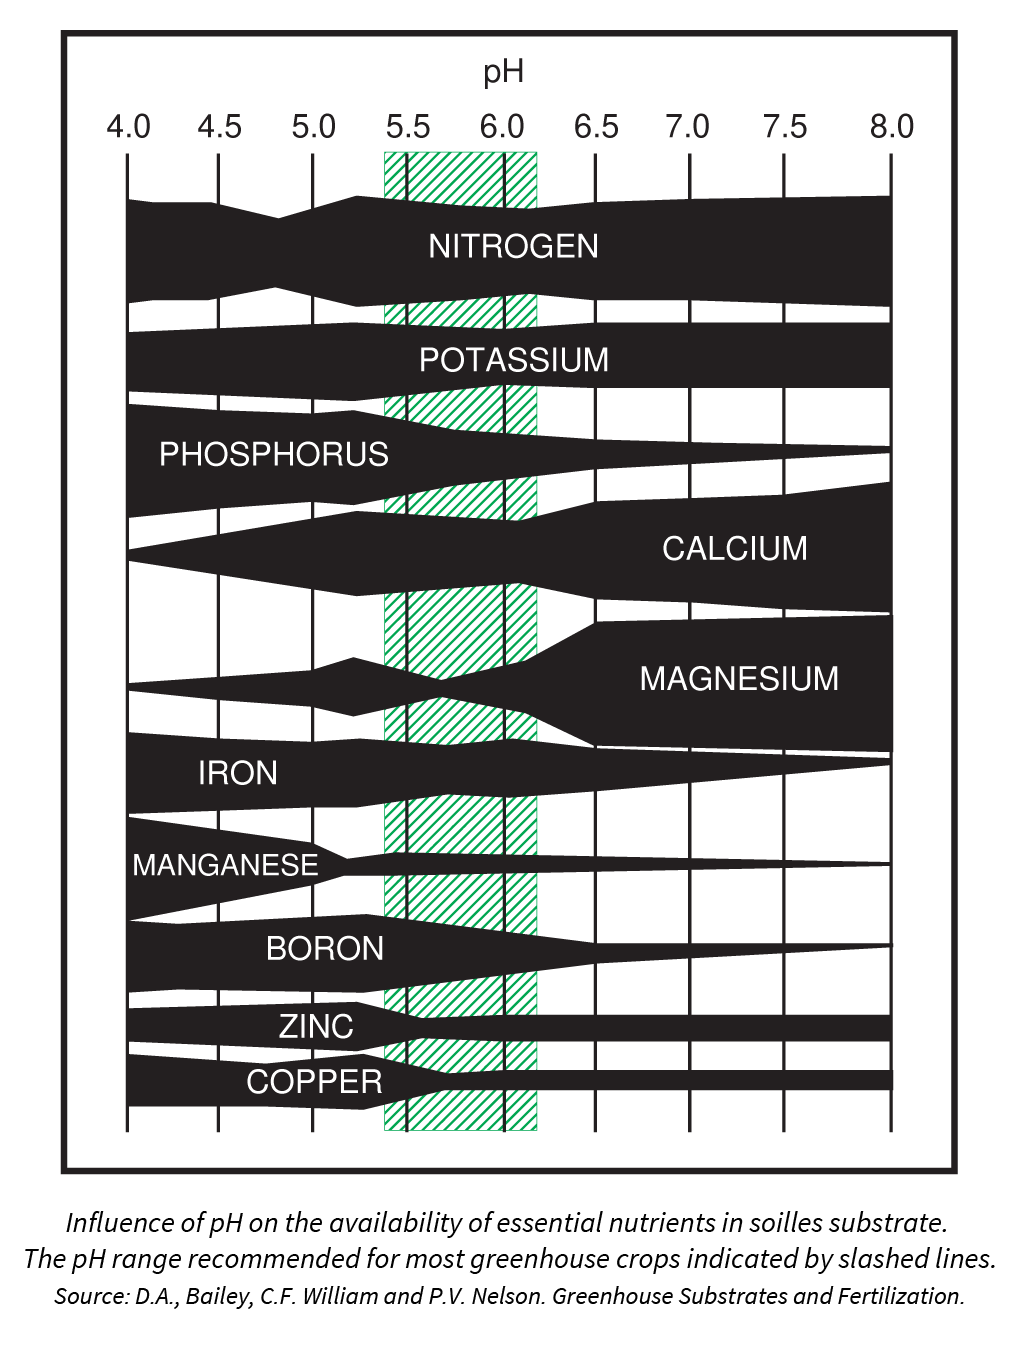 pH
4.0 4.5 5.0 5.5 6.0 6.5 7.0 7.5 8.0
NITROGEN
POTASSIUM
PHOSPHORUS
CALCIUM
MAGNESIUM
IRON
MANGANESE
BORON
ZINC
COPPER
Influence of pH on the availability of essential nutrients in soilles substrate.
The pH range recommended for most greenhouse crops indicated by slashed lines.
Source: D.A., Bailey, C.F. William and P.V. Nelson. Greenhouse Substrates and Fertilization.